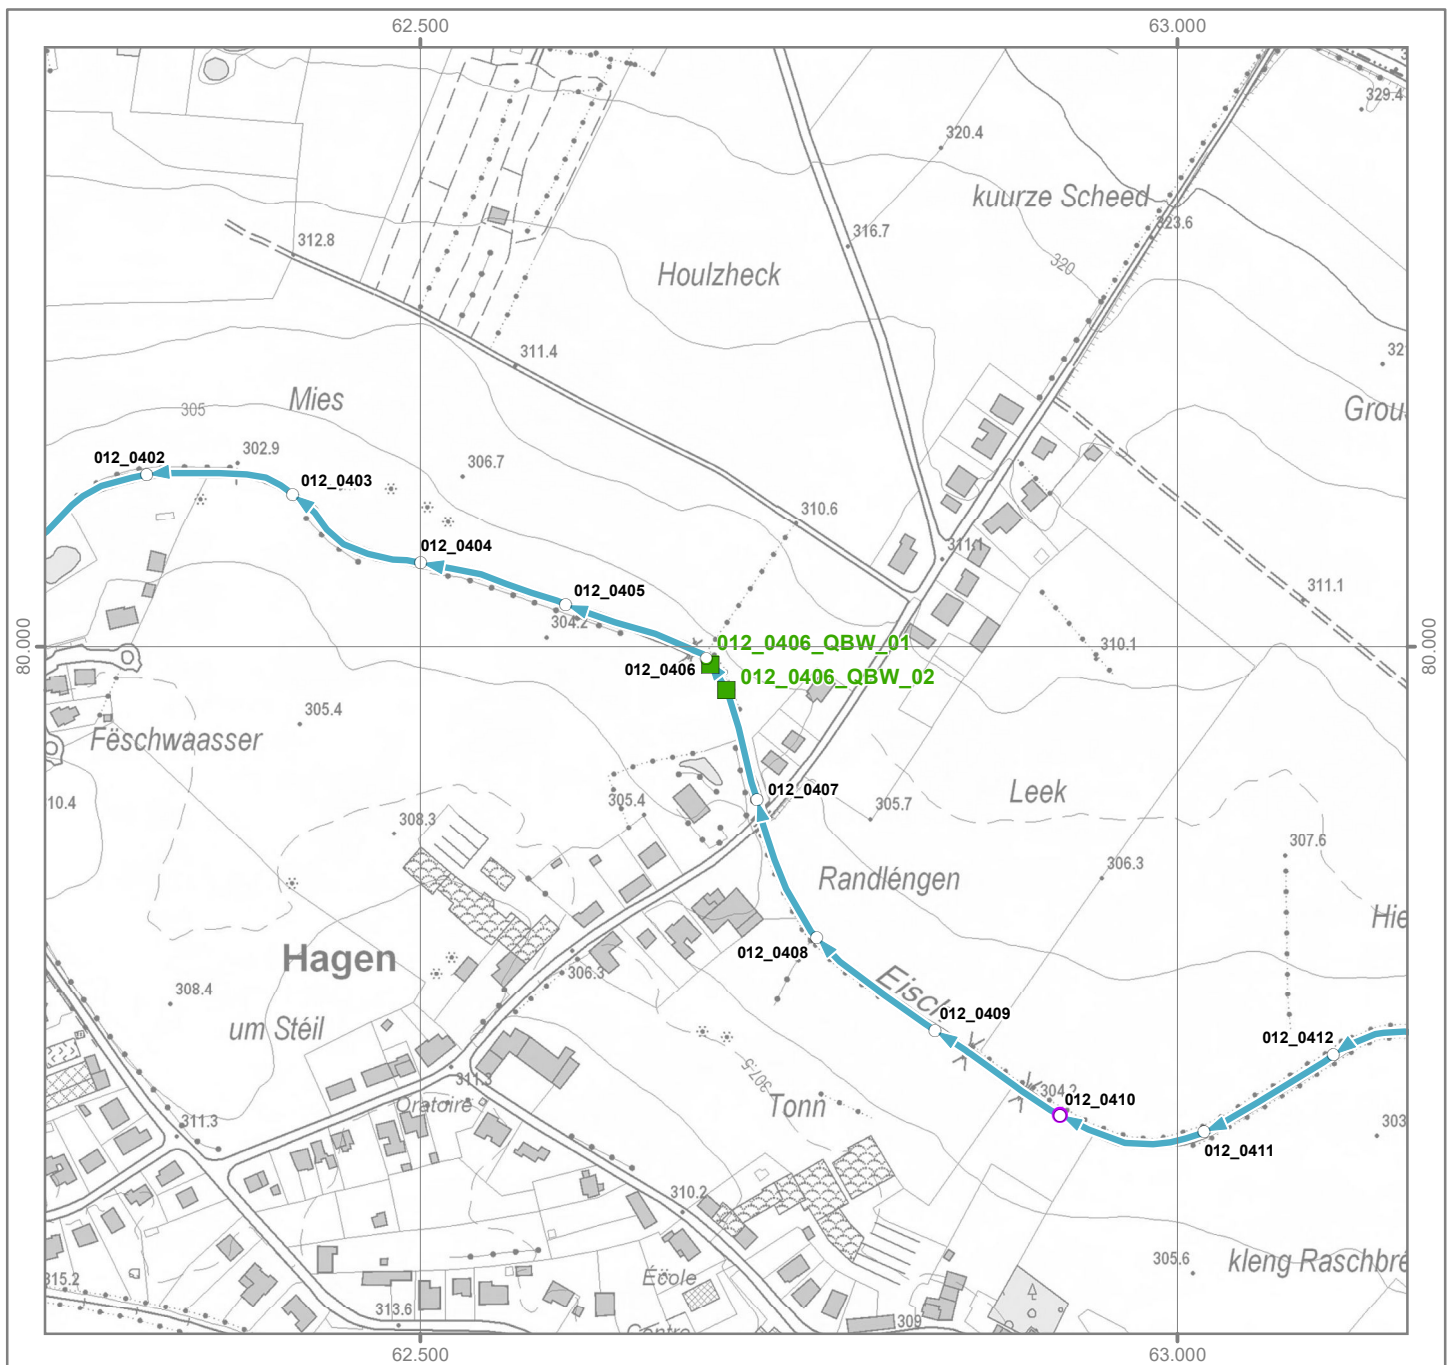 62.500
63.000
329.4
320.4
kuurze Scheed
323.6
316.7
312.8
320
Houlzheck
311.4
32
Mies
305
Grou
302.9
012_0402
306.7
012_0403
310.6
012_0404
311.1
311.1
012_0405
304.2
80.000
80.000
012_0406_QBW_01
310.1
012_0406
012_0406_QBW_02
305.4
Fëschwaasser
012_0407
Leek
10.4
305.4
305.7
308.3
307.6
306.3
Randléngen
Hie
012_0408
Hagen
306.3
Eisch
308.4
012_0409
um Stéil
012_0412
307.5
311.3
304.2
012_0410
Oratoire
Tonn
311.3
303
012_0411
310.2
305.6
kleng Raschbre
315.2
École
313.6
309
Centre
62.500
63.000